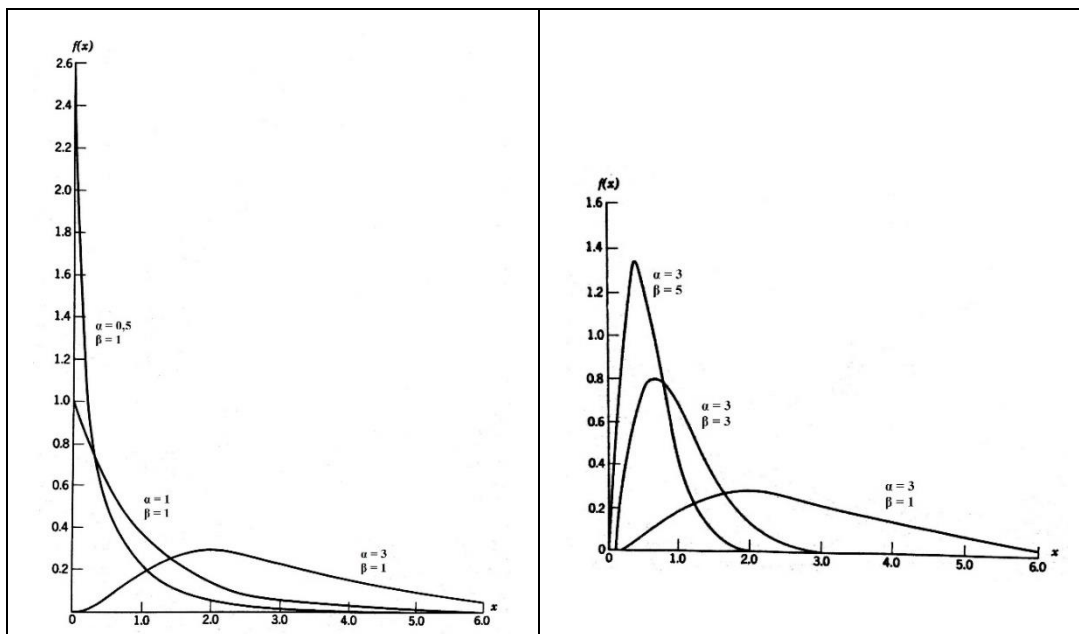 f(x)
2.6
2.4
2.2
2.0
1.8
1.6
1.4
1.2
1.0
0.8
0.6
0.4
0.2
α = 0,5
β = 1
α = 1
β = 1
α = 3
β = 1
0 1.0 2.0 3.0 4.0 5.0 6.0 x
f(x)
1.6
1.4
1.2
1.0
0.8
0.6
0.4
0.2
0
α = 3
β = 5
α = 3
β = 3
α = 3
β = 1
0 1.0 2.0 3.0 4.0 5.0 6.0 x